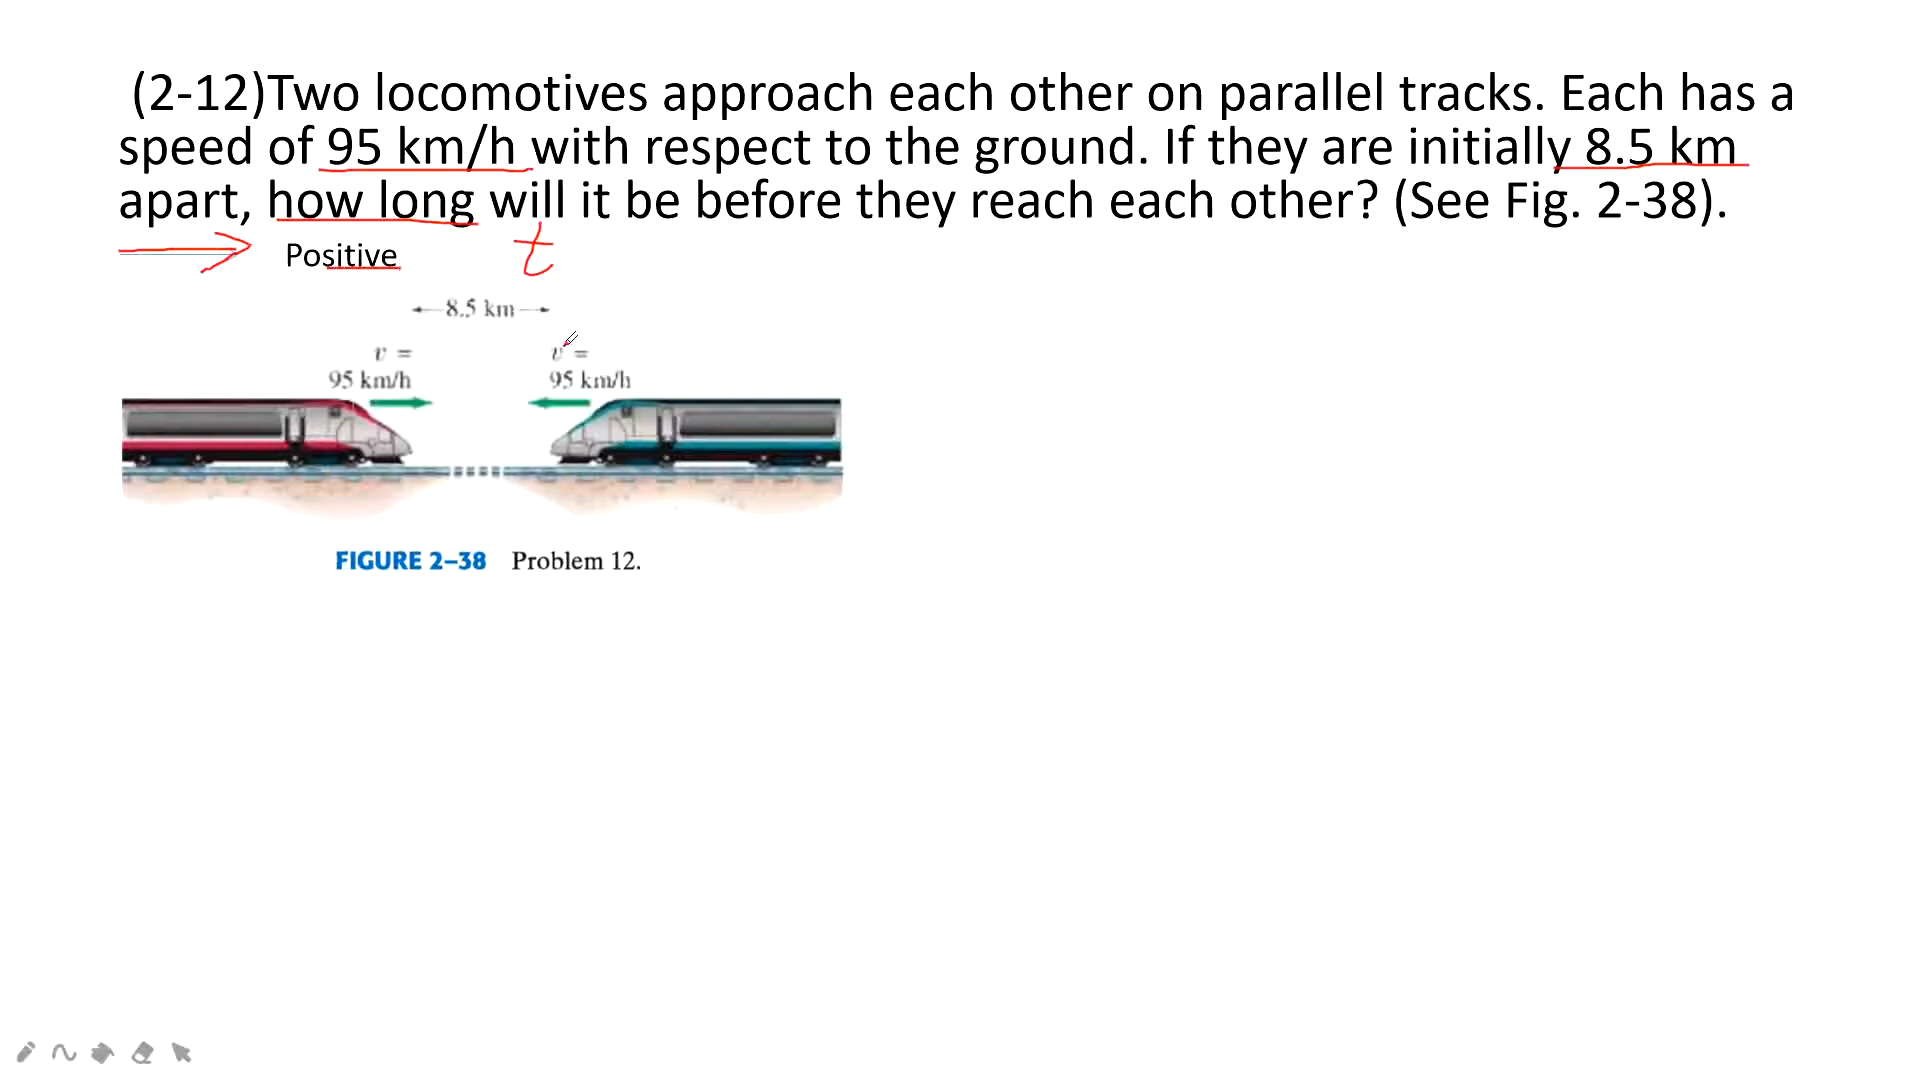 (2-12)Two locomotives approach each other on parallel tracks. Each has a
speed of 95 km/h with respect to the ground. If they are initially 8.5 km
apart, how long will it be before they reach each other? (See Fig. 2-38).
Positive
t
8.5 km
v =
95 km/h
v =
95 km/h
FIGURE 2–38 Problem 12.